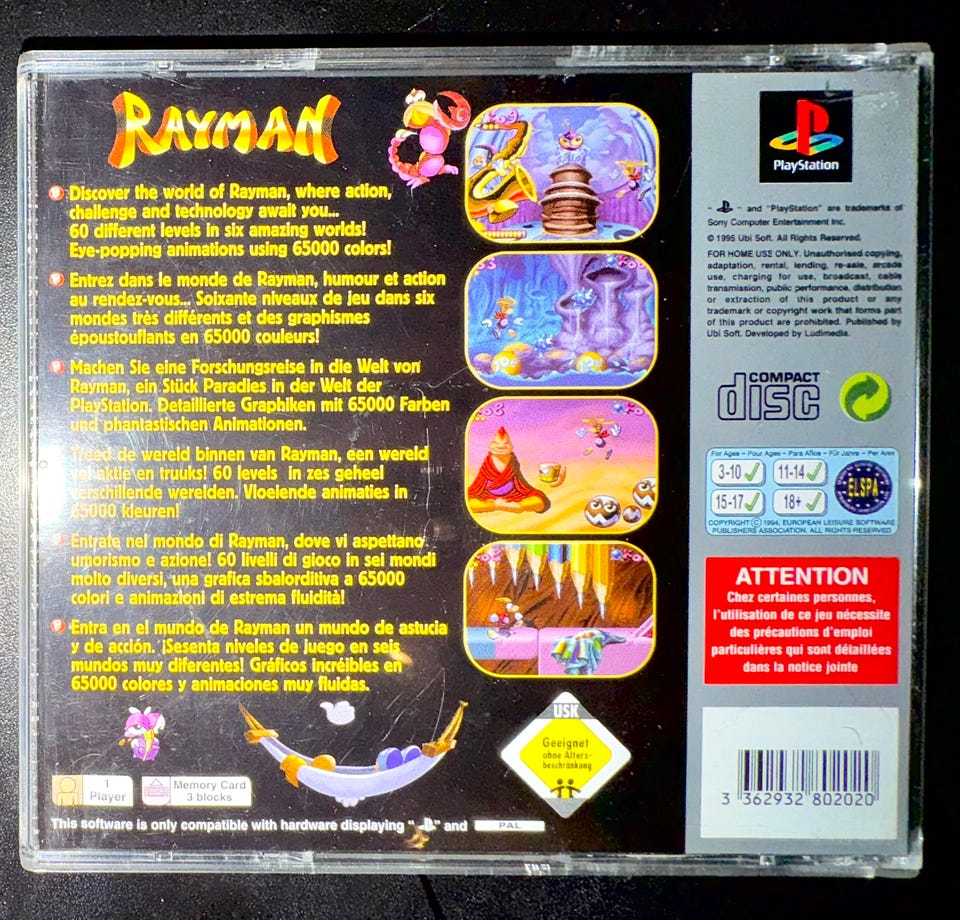 RAYMAN
Discover the world of Rayman, where action,
challenge and technology await you...
60 different levels in six amazing worlds!
Eye-popping animations using 65000 colors!
Entrez dans le monde de Rayman, humour et action
au rendez-vous... Soixante niveaux de jeu dans six
mondes très différents et des graphismes
époustouflants en 65000 couleurs!
Machen Sie eine Forschungsreise in die Welt von
Rayman, ein Stück Paradies in der Welt der
PlayStation. Detaillierte Graphiken mit 65000 Farben
und phantastischen Animationen.
Treed de wereld binnen van Rayman, een wereld
vol aktie en truuks! 60 levels in zes geheel
verschillende werelden. Vloeiende animaties in
65000 kleuren!
Entrate nel mondo di Rayman, dove vi aspettano
umorismo e azione! 60 livelli di gioco in sei mondi
molto diversi, una grafica sbalorditiva a 65000
colori e animazioni di estrema fluidità!
Entra en el mundo de Rayman un mundo de astucia
y de acción. ¡Sesenta niveles de juego en seis
mundos muy diferentes! Gráficos incréibles en
65000 colores y animaciones muy fluidas.
1
Player
Memory Card
3 blocks
This software is only compatible with hardware displaying " " and PAL
USK
Geeignet
ohne Alters-
beschränkung
PlayStation
" " and "PlayStation" are trademarks of
Sony Computer Entertainment Inc.
© 1995 Ubi Soft. All Rights Reserved.
FOR HOME USE ONLY. Unauthorised copying,
adaptation, rental, lending, re-sale, arcade
use, charging for use, broadcast, cable
transmission, public performance, distribution
or extraction of this product or any
trademark or copyright work that forms part
of this product are prohibited. Published by
Ubi Soft. Developed by Ludimedia.
COMPACT
disc
For Ages - Pour Ages - Para Años - Für Jahre - Per Anni
3-10 11-14
15-17 18+
ELSPA
COPYRIGHT © 1994, EUROPEAN LEISURE SOFTWARE
PUBLISHERS ASSOCIATION. ALL RIGHTS RESERVED
ATTENTION
Chez certaines personnes,
l'utilisation de ce jeu nécessite
des précautions d'emploi
particulières qui sont détaillées
dans la notice jointe
3 362932 802020